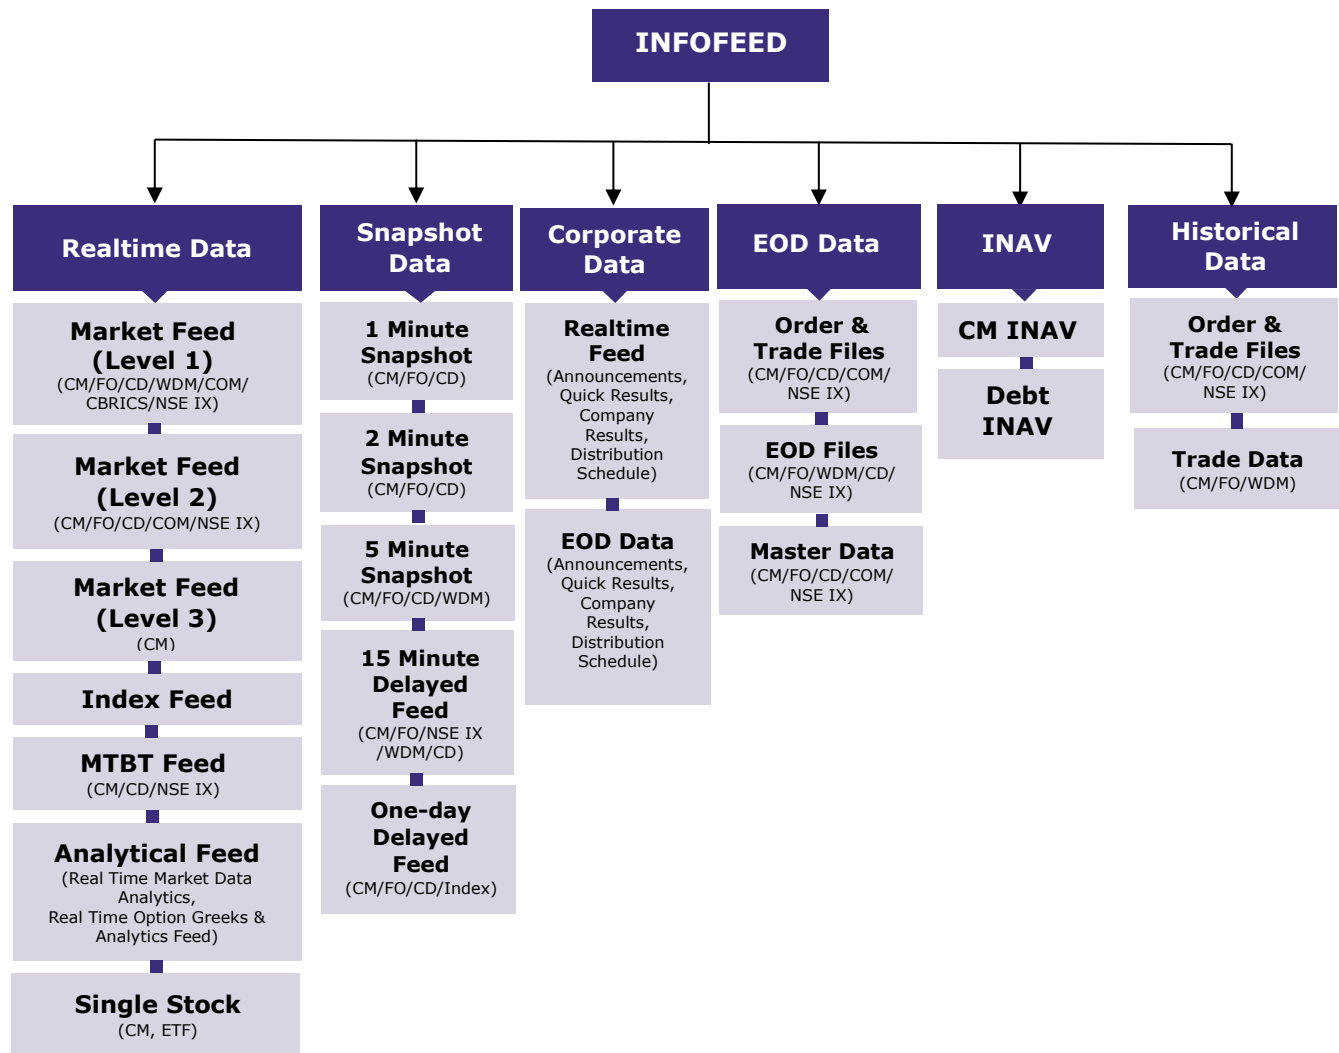 INFOFEED
Realtime Data
Market Feed
(Level 1)
(CM/FO/CD/WDM/COM/
CBRICS/NSE IX)
Market Feed
(Level 2)
(CM/FO/CD/COM/NSE IX)
Market Feed
(Level 3)
(CM)
Index Feed
MTBT Feed
(CM/CD/NSE IX)
Analytical Feed
(Real Time Market Data
Analytics,
Real Time Option Greeks &
Analytics Feed)
Single Stock
(CM, ETF)
Snapshot
Data
1 Minute
Snapshot
(CM/FO/CD)
2 Minute
Snapshot
(CM/FO/CD)
5 Minute
Snapshot
(CM/FO/CD/WDM)
15 Minute
Delayed
Feed
(CM/FO/NSE IX
/WDM/CD)
One-day
Delayed
Feed
(CM/FO/CD/Index)
Corporate
Data
Realtime
Feed
(Announcements,
Quick Results,
Company
Results,
Distribution
Schedule)
EOD Data
(Announcements,
Quick Results,
Company
Results,
Distribution
Schedule)
EOD Data
Order &
Trade Files
(CM/FO/CD/COM/
NSE IX)
EOD Files
(CM/FO/WDM/CD/
NSE IX)
Master Data
(CM/FO/CD/COM/
NSE IX)
INAV
CM INAV
Debt
INAV
Historical
Data
Order &
Trade Files
(CM/FO/CD/COM/
NSE IX)
Trade Data
(CM/FO/WDM)